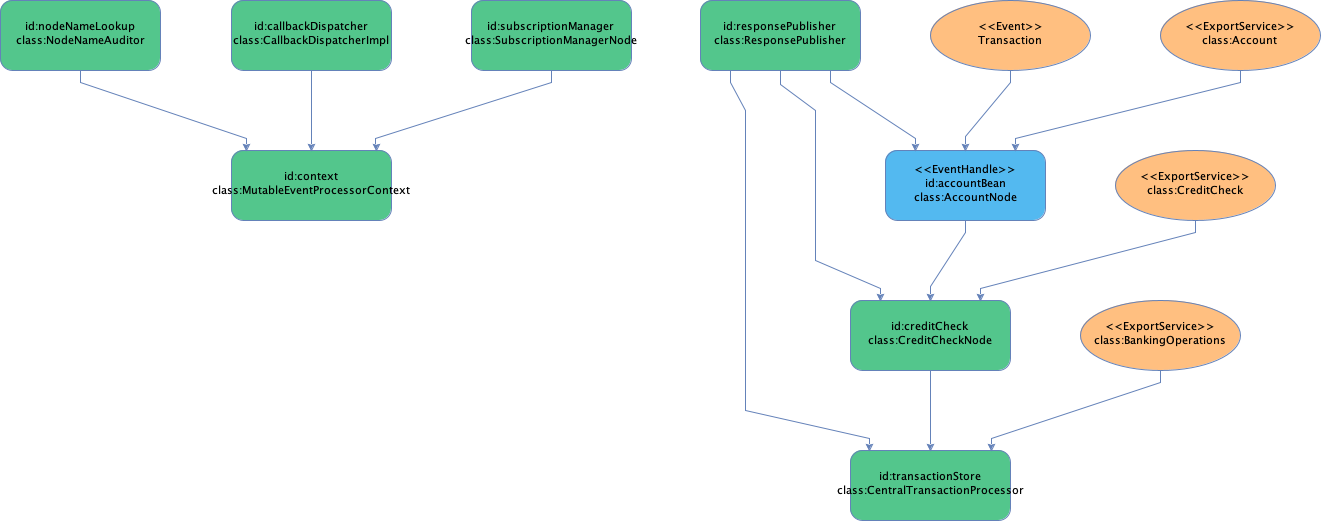 id:nodeNameLookup
class:NodeNameAuditor
id:callbackDispatcher
class:CallbackDispatcherImpl
id:subscriptionManager
class:SubscriptionManagerNode
id:responsePublisher
class:ResponsePublisher
<<Event>>
Transaction
<<ExportService>>
class:Account
id:context
class:MutableEventProcessorContext
<<EventHandle>>
id:accountBean
class:AccountNode
<<ExportService>>
class:CreditCheck
id:creditCheck
class:CreditCheckNode
<<ExportService>>
class:BankingOperations
id:transactionStore
class:CentralTransactionProcessor